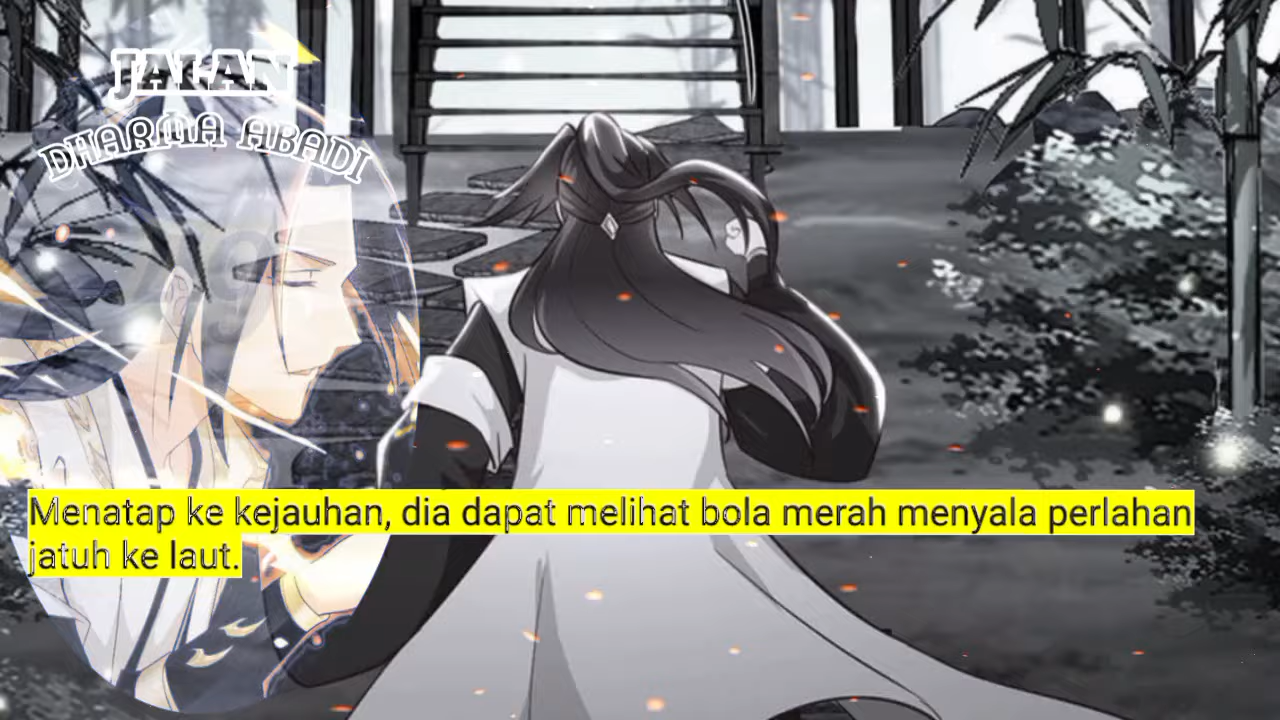 JALAN
DHARMA ABADI
Menatap ke kejauhan, dia dapat melihat bola merah menyala perlahan
jatuh ke laut.